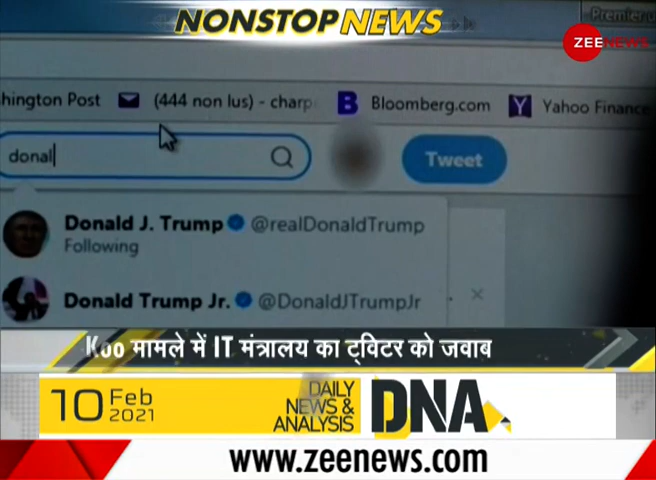 NONSTOP NEWS
Premier
ZEE NEWS
hington Post (444 non lus) - charp B Bloomberg.com Y Yahoo Finance
donal Tweet
Donald J. Trump @realDonaldTrump
Following
Donald Trump Jr. @DonaldJTrumpJr
Koo मामले में IT मंत्रालय का ट्विटर को जवाब
10 Feb 2021
DAILY NEWS & ANALYSIS
DNA
www.zeenews.com